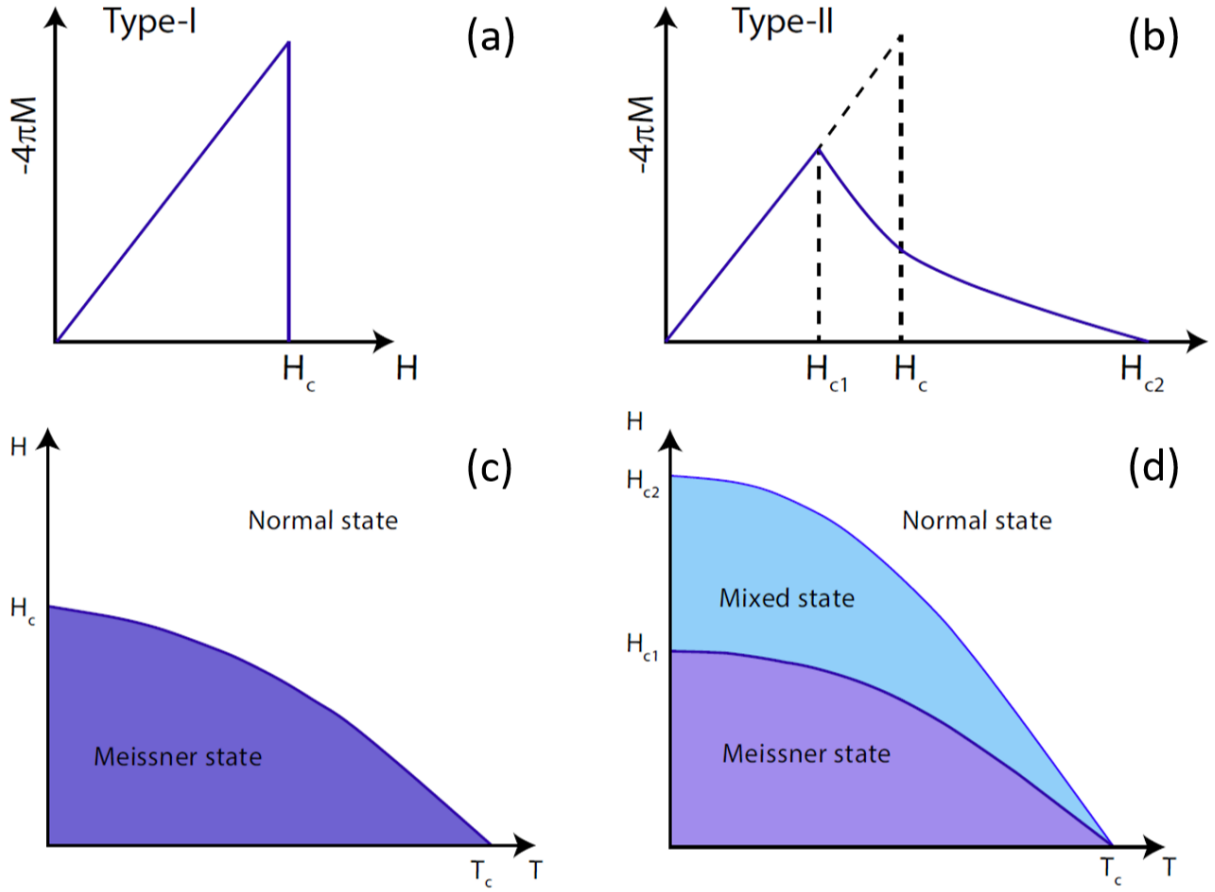 Type-I
(a)
-4πM
H_c
H
Type-II
(b)
-4πM
H_c1
H_c
H_c2
H
(c)
Normal state
H_c
Meissner state
T_c
T
H
(d)
H_c2
Normal state
Mixed state
H_c1
Meissner state
T_c
T